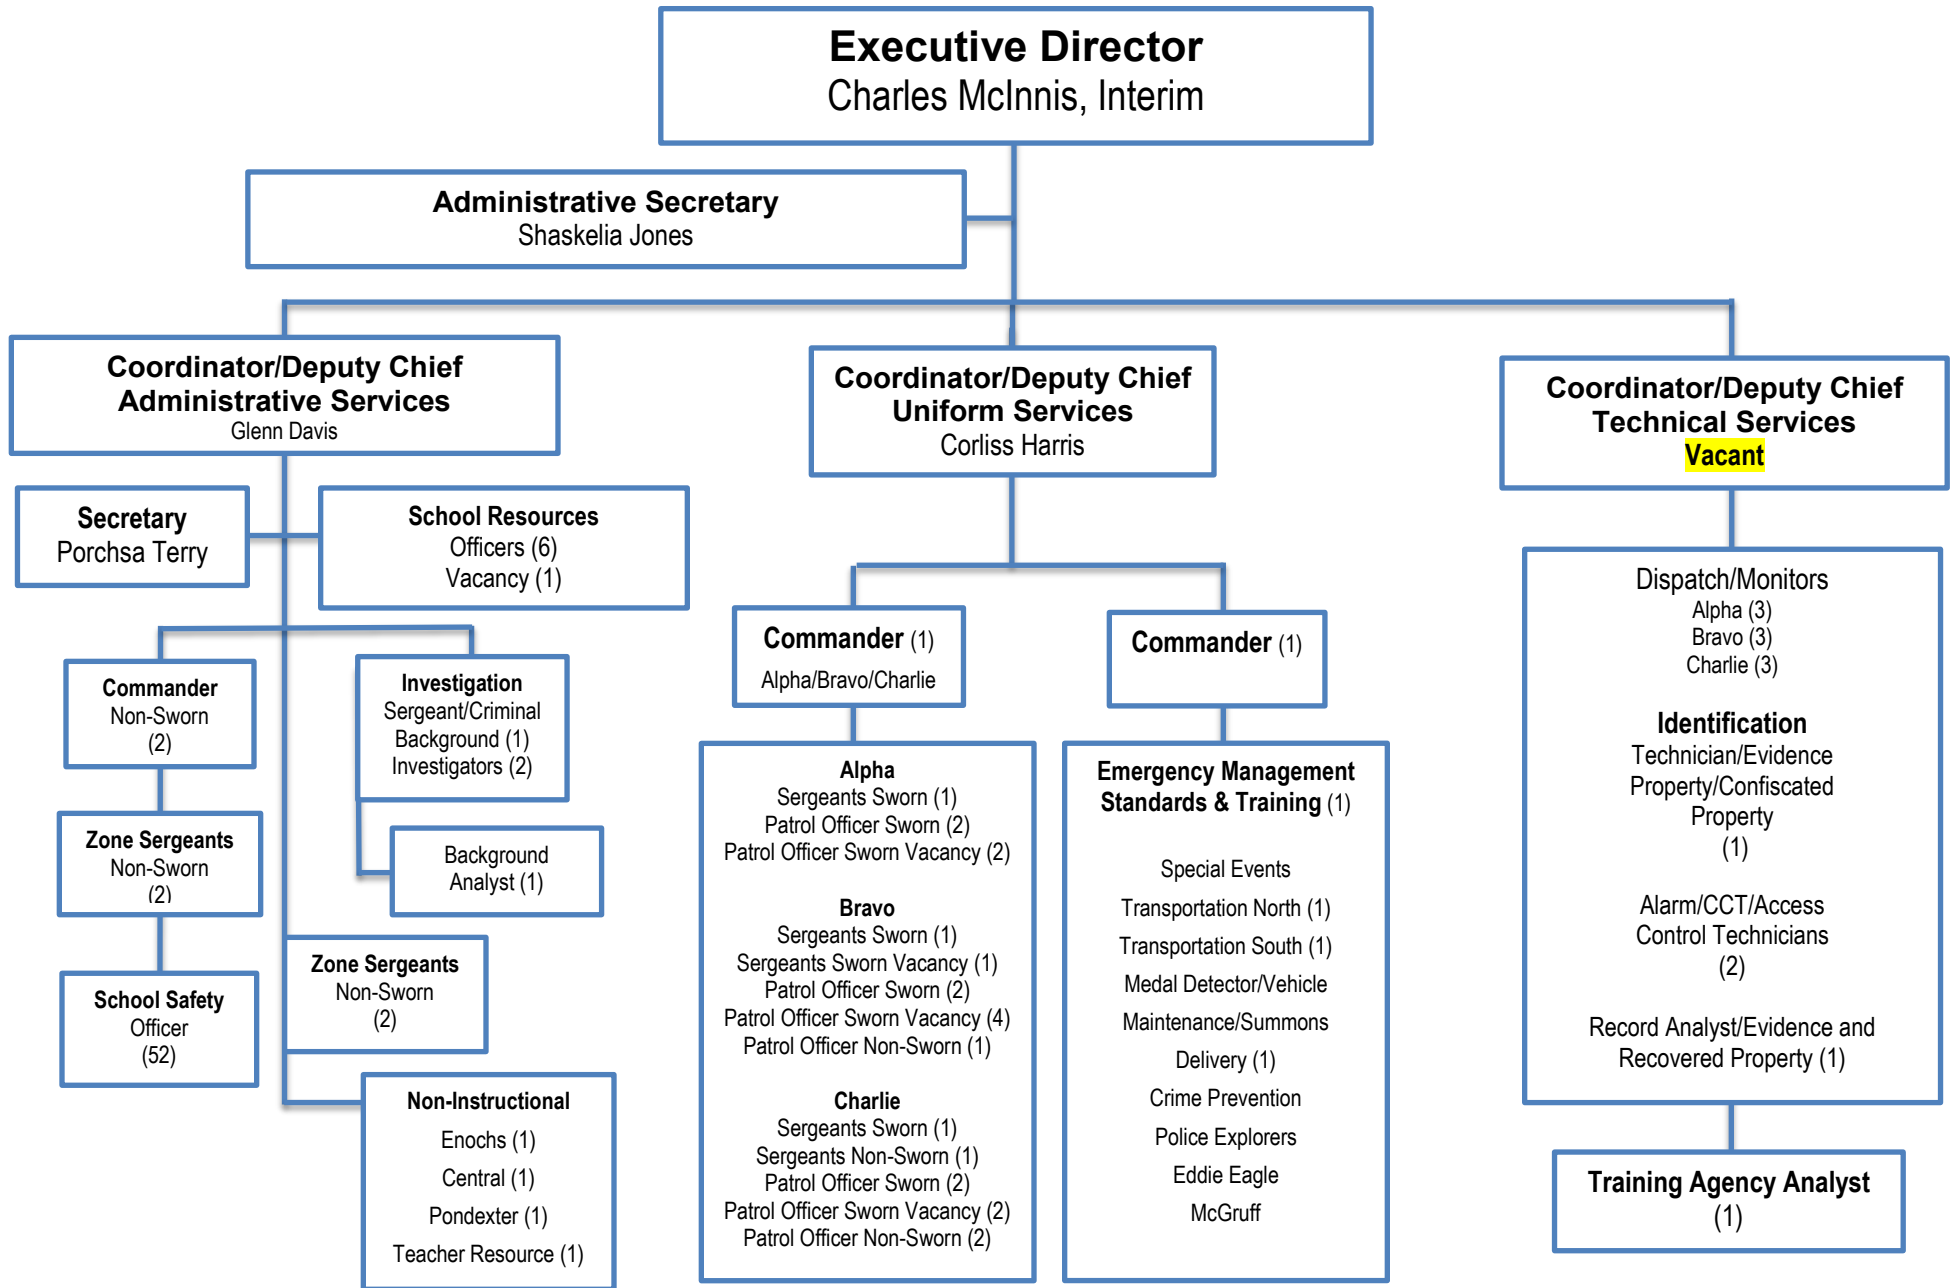 Executive Director
Charles McInnis, Interim
Administrative Secretary
Shaskelia Jones
Coordinator/Deputy Chief
Administrative Services
Glenn Davis
Secretary
Porchsa Terry
School Resources
Officers (6)
Vacancy (1)
Commander
Non-Sworn
(2)
Zone Sergeants
Non-Sworn
(2)
School Safety
Officer
(52)
Investigation
Sergeant/Criminal
Background (1)
Investigators (2)
Background
Analyst (1)
Zone Sergeants
Non-Sworn
(2)
Non-Instructional
Enochs (1)
Central (1)
Pondexter (1)
Teacher Resource (1)
Coordinator/Deputy Chief
Uniform Services
Corliss Harris
Commander (1)
Alpha/Bravo/Charlie
Alpha
Sergeants Sworn (1)
Patrol Officer Sworn (2)
Patrol Officer Sworn Vacancy (2)
Bravo
Sergeants Sworn (1)
Sergeants Sworn Vacancy (1)
Patrol Officer Sworn (2)
Patrol Officer Sworn Vacancy (4)
Patrol Officer Non-Sworn (1)
Charlie
Sergeants Sworn (1)
Sergeants Non-Sworn (1)
Patrol Officer Sworn (2)
Patrol Officer Sworn Vacancy (2)
Patrol Officer Non-Sworn (2)
Commander (1)
Emergency Management
Standards & Training (1)
Special Events
Transportation North (1)
Transportation South (1)
Medal Detector/Vehicle
Maintenance/Summons
Delivery (1)
Crime Prevention
Police Explorers
Eddie Eagle
McGruff
Coordinator/Deputy Chief
Technical Services
Vacant
Dispatch/Monitors
Alpha (3)
Bravo (3)
Charlie (3)
Identification
Technician/Evidence
Property/Confiscated
Property
(1)
Alarm/CCT/Access
Control Technicians
(2)
Record Analyst/Evidence and
Recovered Property (1)
Training Agency Analyst
(1)